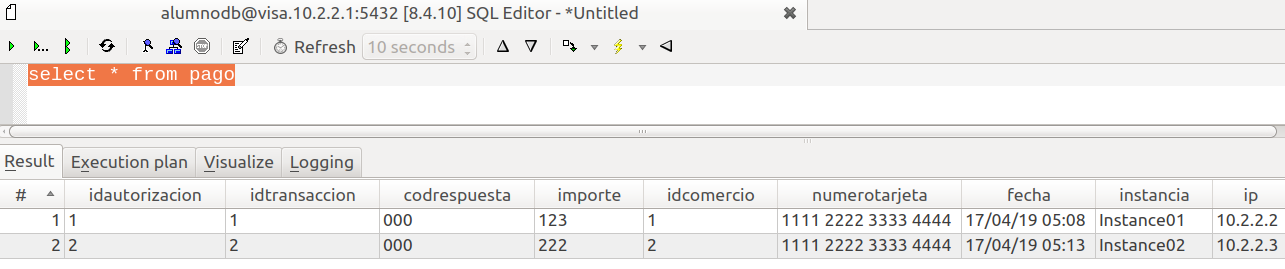 alumnodb@visa.10.2.2.1:5432 [8.4.10] SQL Editor - *Untitled
Refresh 10 seconds
select * from pago
Result Execution plan Visualize Logging
# idautorizacion idtransaccion codrespuesta importe idcomercio numerotarjeta fecha instancia ip
1 1 1 000 123 1 1111 2222 3333 4444 17/04/19 05:08 Instance01 10.2.2.2
2 2 2 000 222 2 1111 2222 3333 4444 17/04/19 05:13 Instance02 10.2.2.3